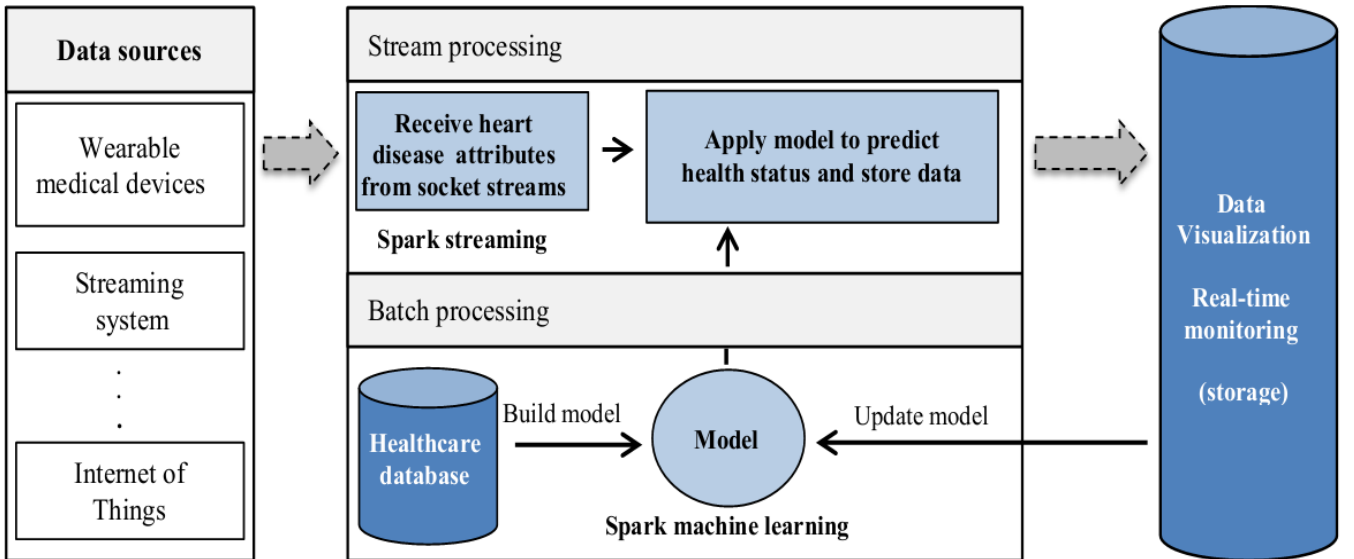 Data sources
Wearable
medical devices
Streaming
system
.
.
.
Internet of
Things
Stream processing
Receive heart
disease attributes
from socket streams
Apply model to predict
health status and store data
Spark streaming
Batch processing
Healthcare
database
Build model
Model
Update model
Spark machine learning
Data
Visualization
Real-time
monitoring
(storage)